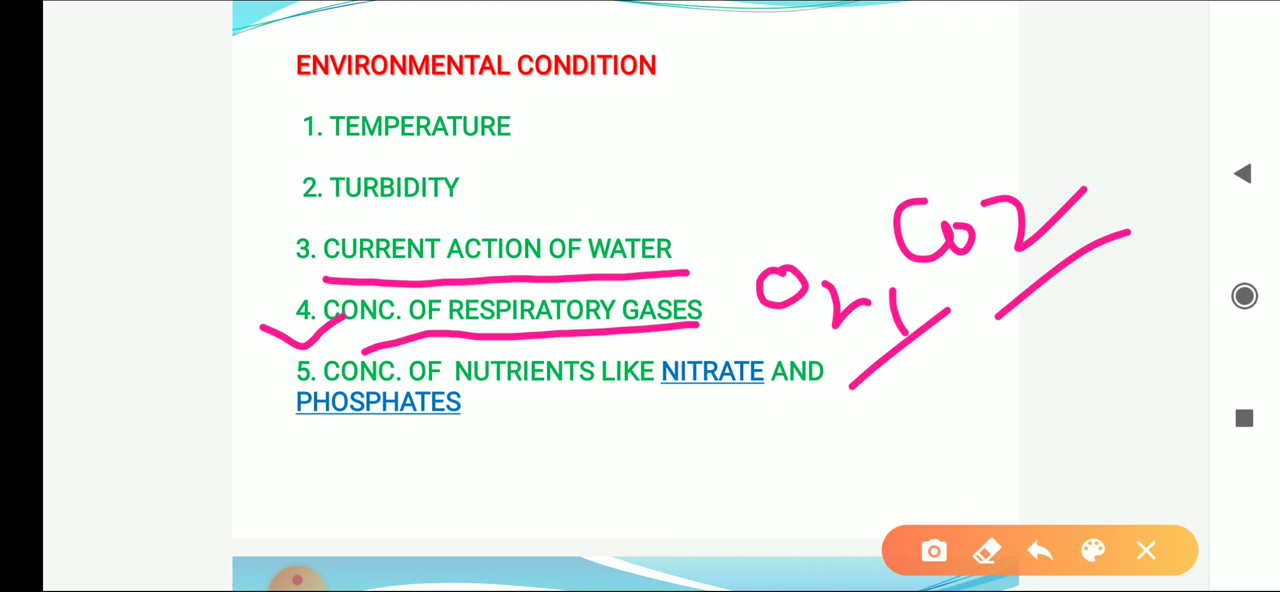 ENVIRONMENTAL CONDITION
1. TEMPERATURE
2. TURBIDITY
3. CURRENT ACTION OF WATER
4. CONC. OF RESPIRATORY GASES
5. CONC. OF NUTRIENTS LIKE NITRATE AND
PHOSPHATES
O2,
CO2